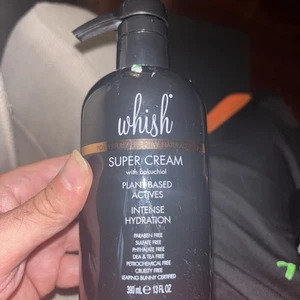 whish
SUPER CREAM
with bakuchiol
PLANT BASED
ACTIVES
INTENSE
HYDRATION
PARABEN FREE
SULFATE FREE
PHTHALATE FREE
DEA & TEA FREE
PETROCHEMICAL FREE
CRUELTY FREE
LEAPING BUNNY CERTIFIED
390 mL e 13 FL OZ